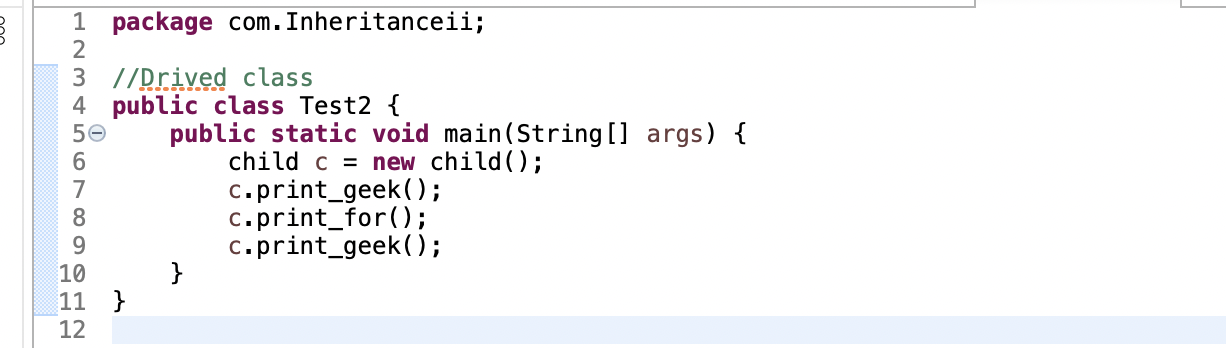 1 package com.Inheritanceii;
2
3 //Drived class
4 public class Test2 {
5 public static void main(String[] args) {
6 child c = new child();
7 c.print_geek();
8 c.print_for();
9 c.print_geek();
10 }
11 }
12